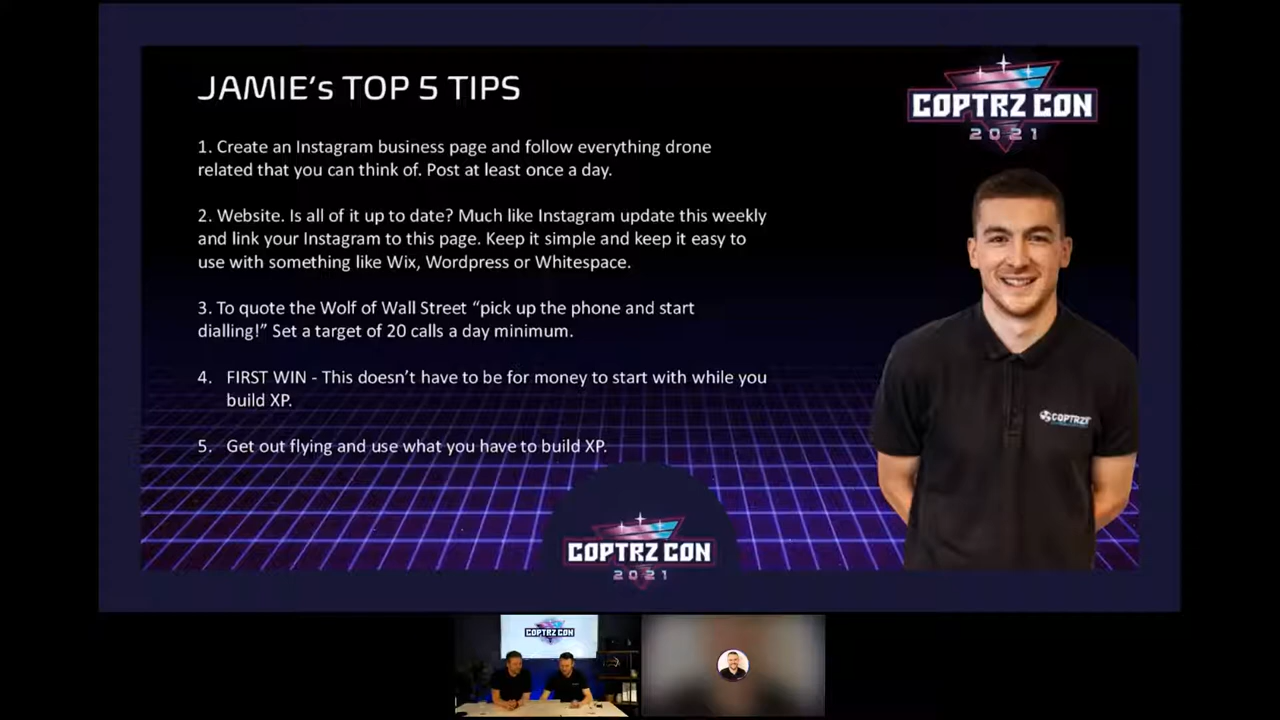 JAMIE's TOP 5 TIPS
COPTRZ CON
2021
1. Create an Instagram business page and follow everything drone
related that you can think of. Post at least once a day.
2. Website. Is all of it up to date? Much like Instagram update this weekly
and link your Instagram to this page. Keep it simple and keep it easy to
use with something like Wix, Wordpress or Whitespace.
3. To quote the Wolf of Wall Street “pick up the phone and start
dialling!” Set a target of 20 calls a day minimum.
4. FIRST WIN - This doesn’t have to be for money to start with while you
build XP.
5. Get out flying and use what you have to build XP.
COPTRZ
COPTRZ CON
2021
COPTRZ CON